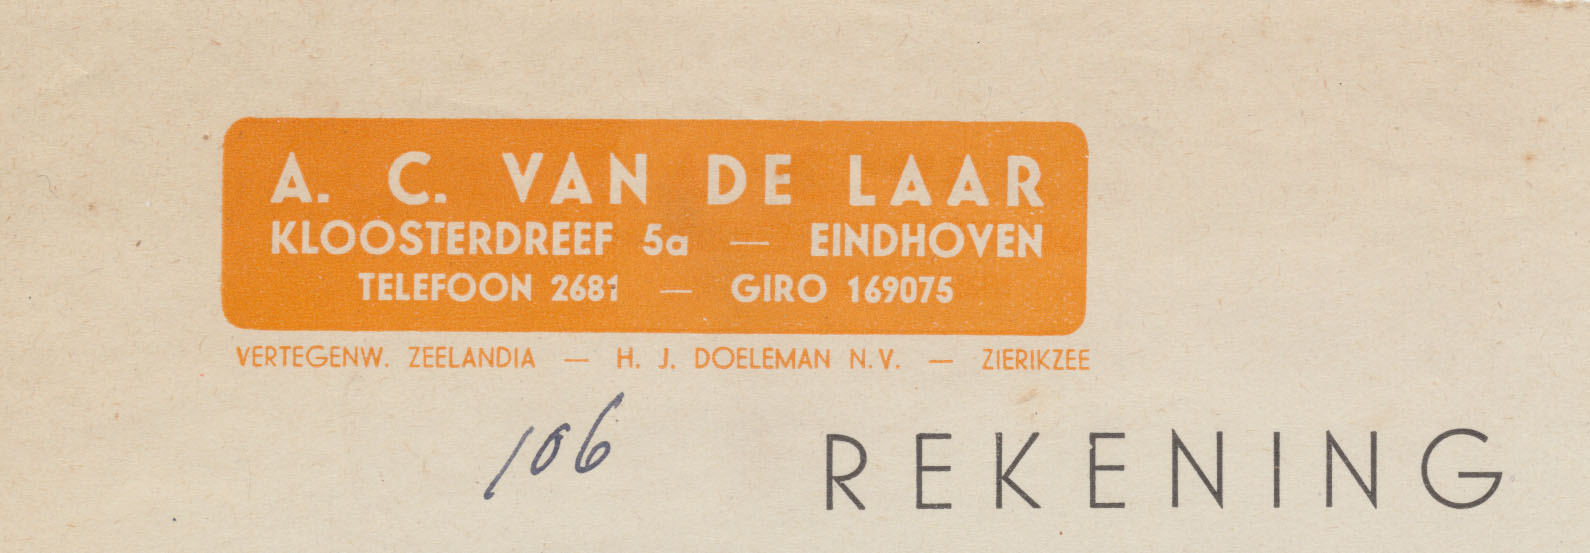 A. C. VAN DE LAAR
KLOOSTERDREEF 5a — EINDHOVEN
TELEFOON 2681 — GIRO 169075
VERTEGENW. ZEELANDIA — H. J. DOELEMAN N.V. — ZIERIKZEE
106
REKENING